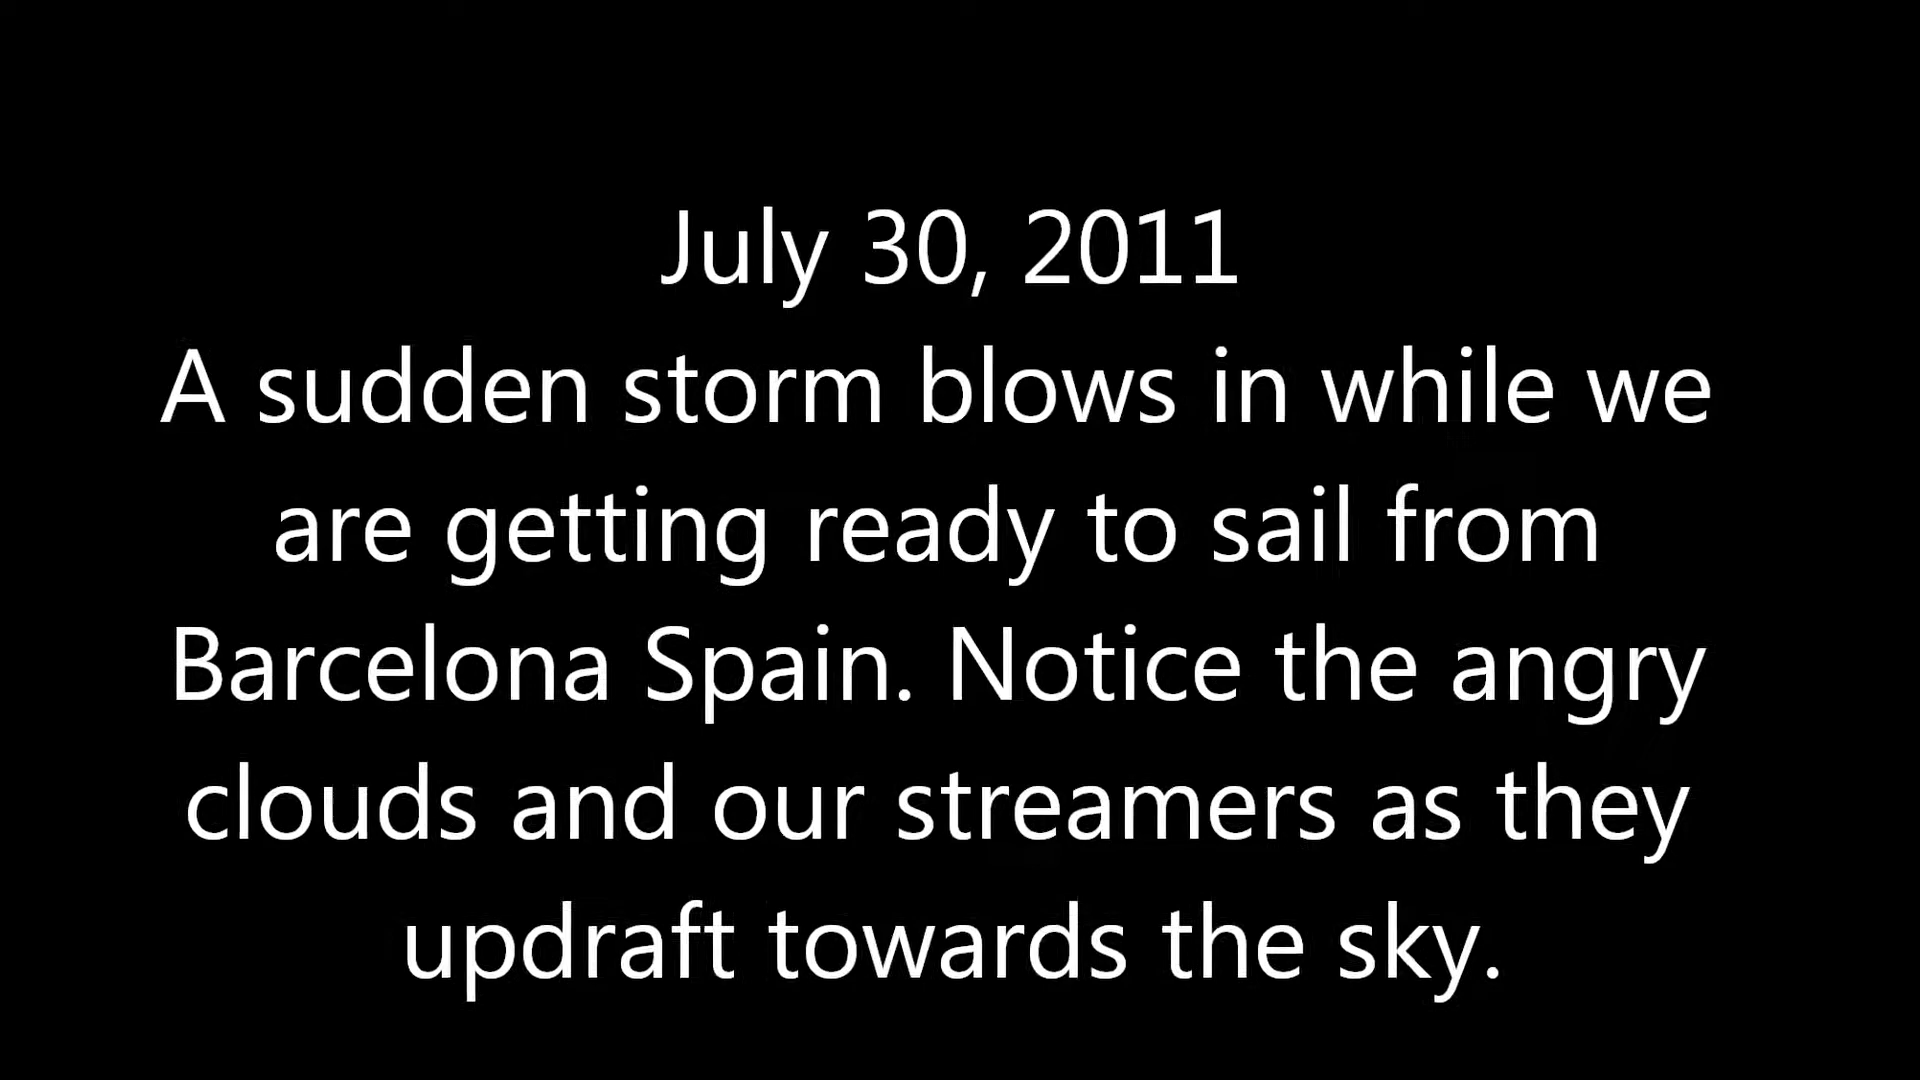 July 30, 2011
A sudden storm blows in while we
are getting ready to sail from
Barcelona Spain. Notice the angry
clouds and our streamers as they
updraft towards the sky.